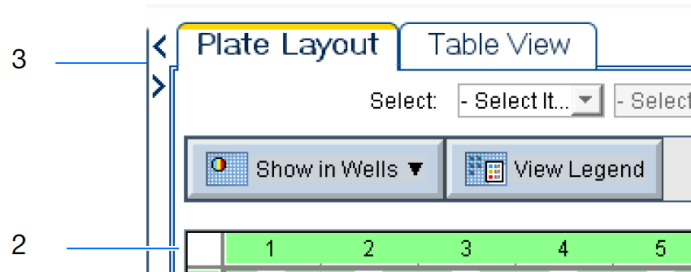 3
Plate Layout Table View
Select: - Select It... - Select
Show in Wells View Legend
2
1 2 3 4 5